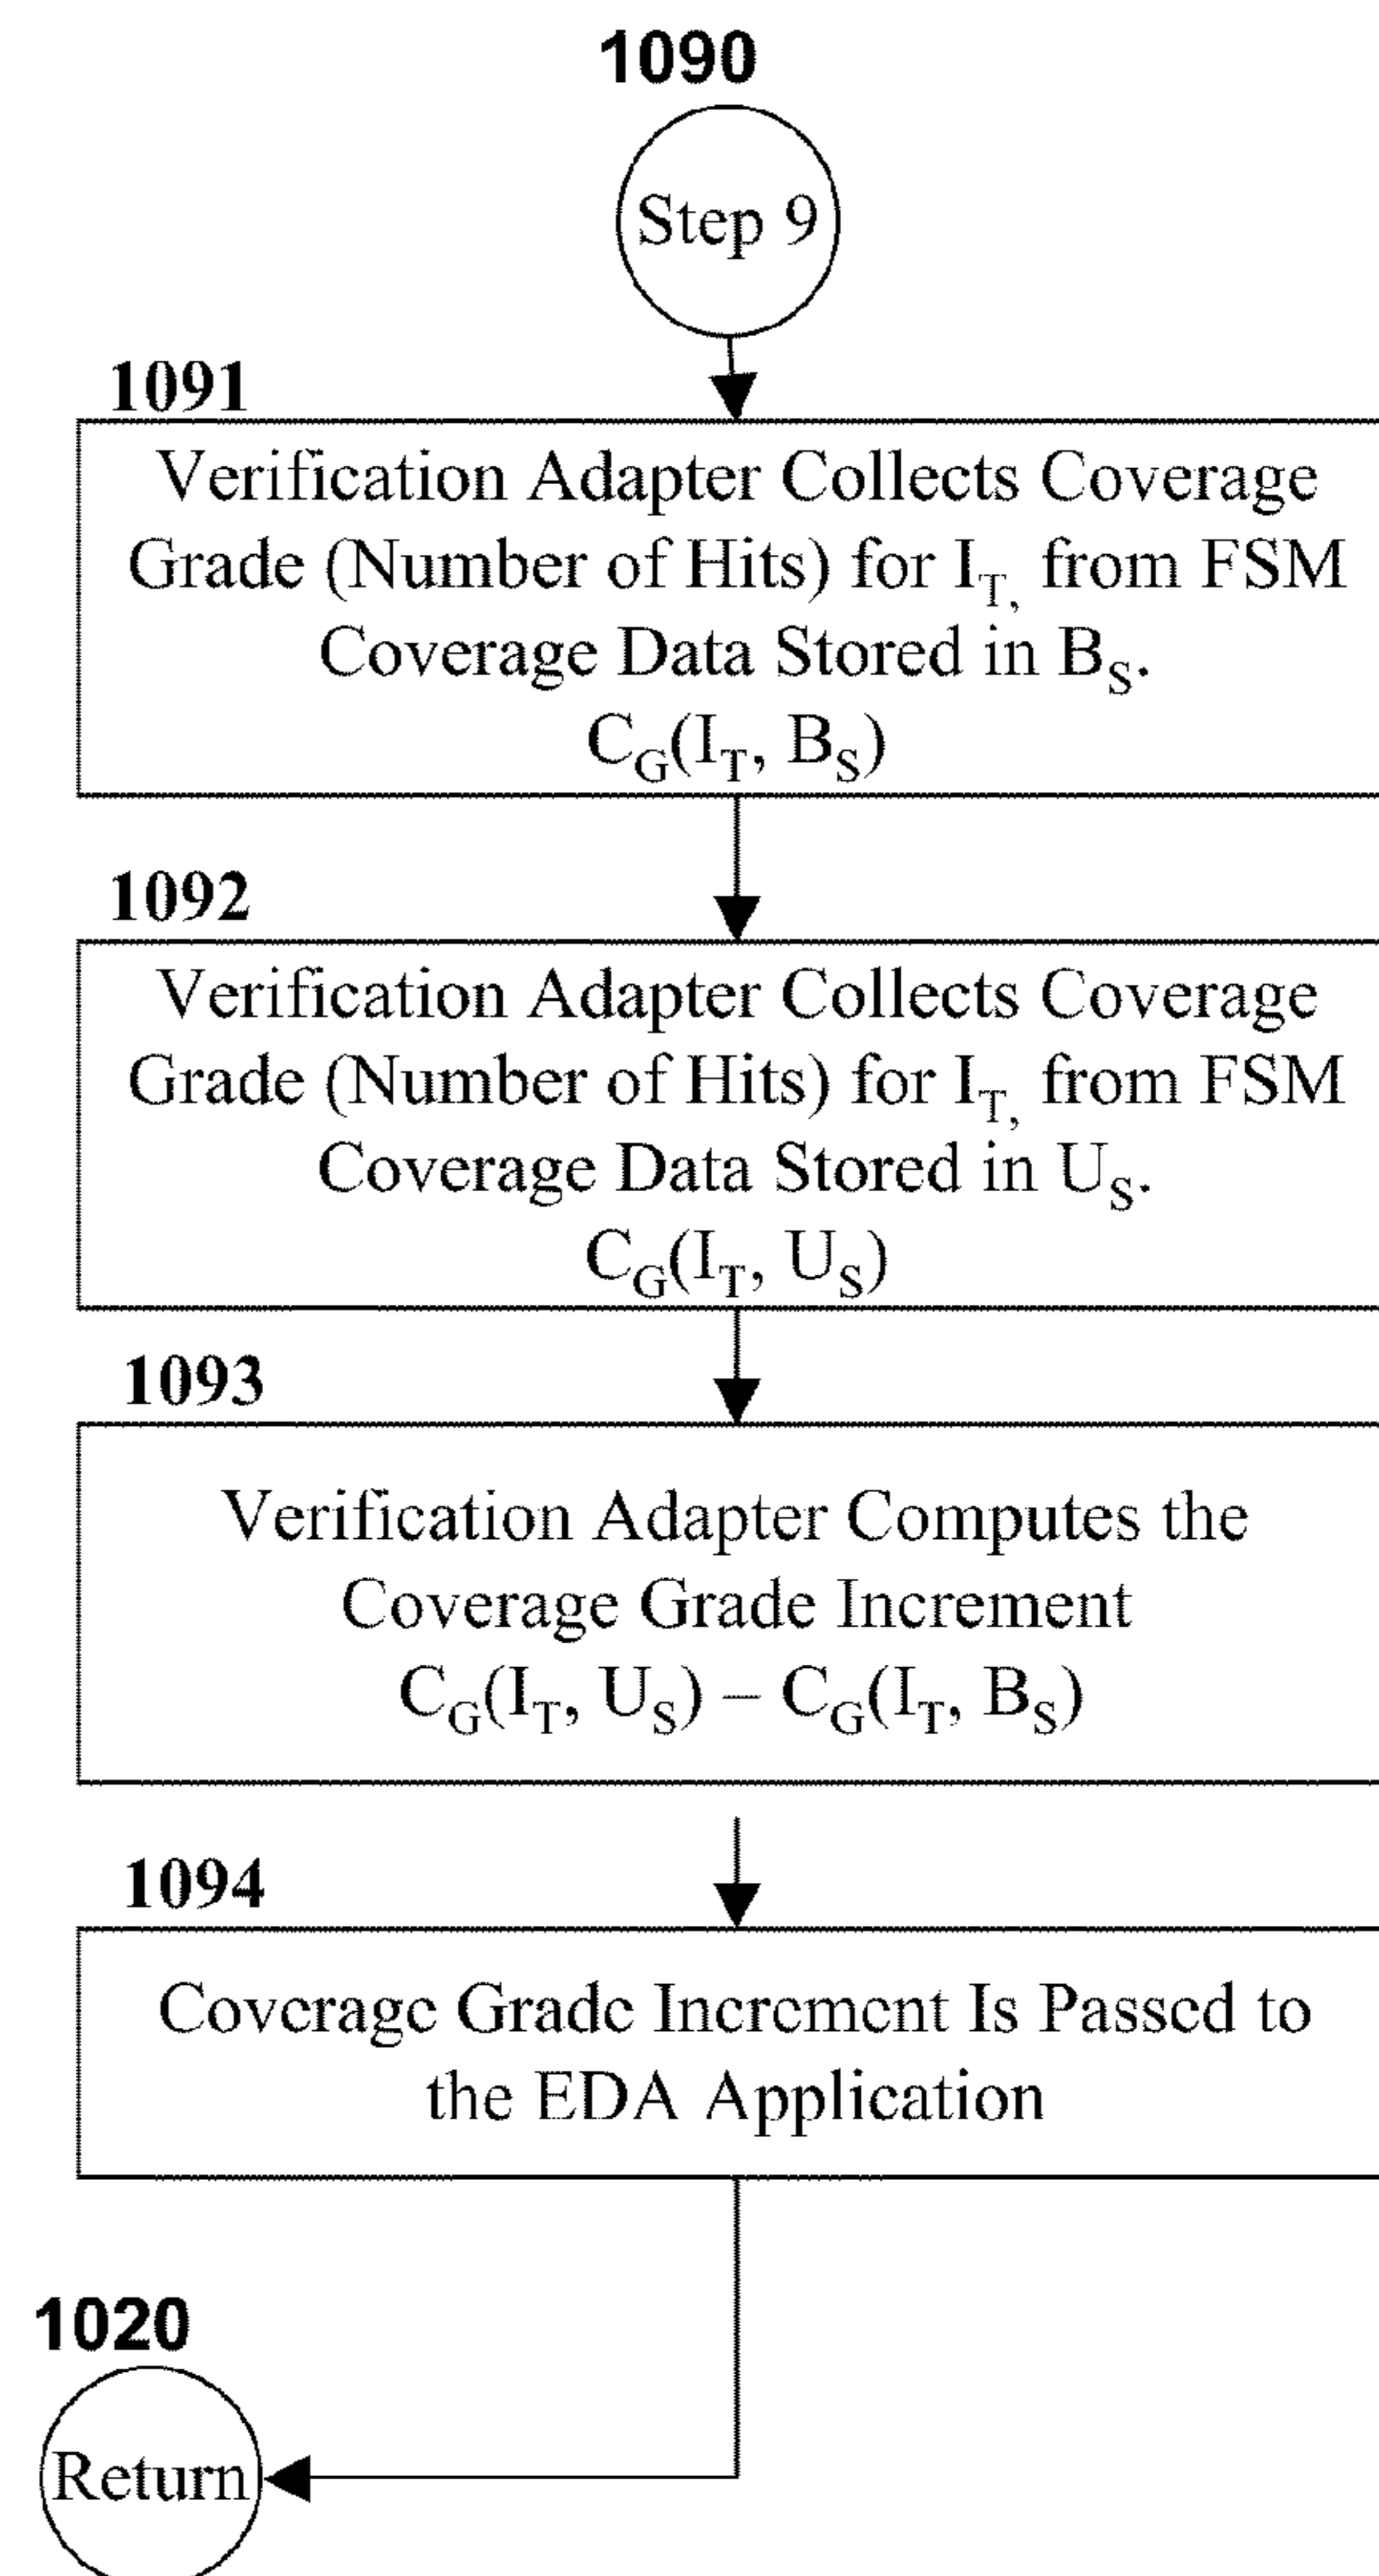 1090
Step 9
1091
Verification Adapter Collects Coverage
Grade (Number of Hits) for I_T, from FSM
Coverage Data Stored in B_S.
C_G(I_T, B_S)
1092
Verification Adapter Collects Coverage
Grade (Number of Hits) for I_T, from FSM
Coverage Data Stored in U_S.
C_G(I_T, U_S)
1093
Verification Adapter Computes the
Coverage Grade Increment
C_G(I_T, U_S) – C_G(I_T, B_S)
1094
Coverage Grade Increment Is Passed to
the EDA Application
1020
Return